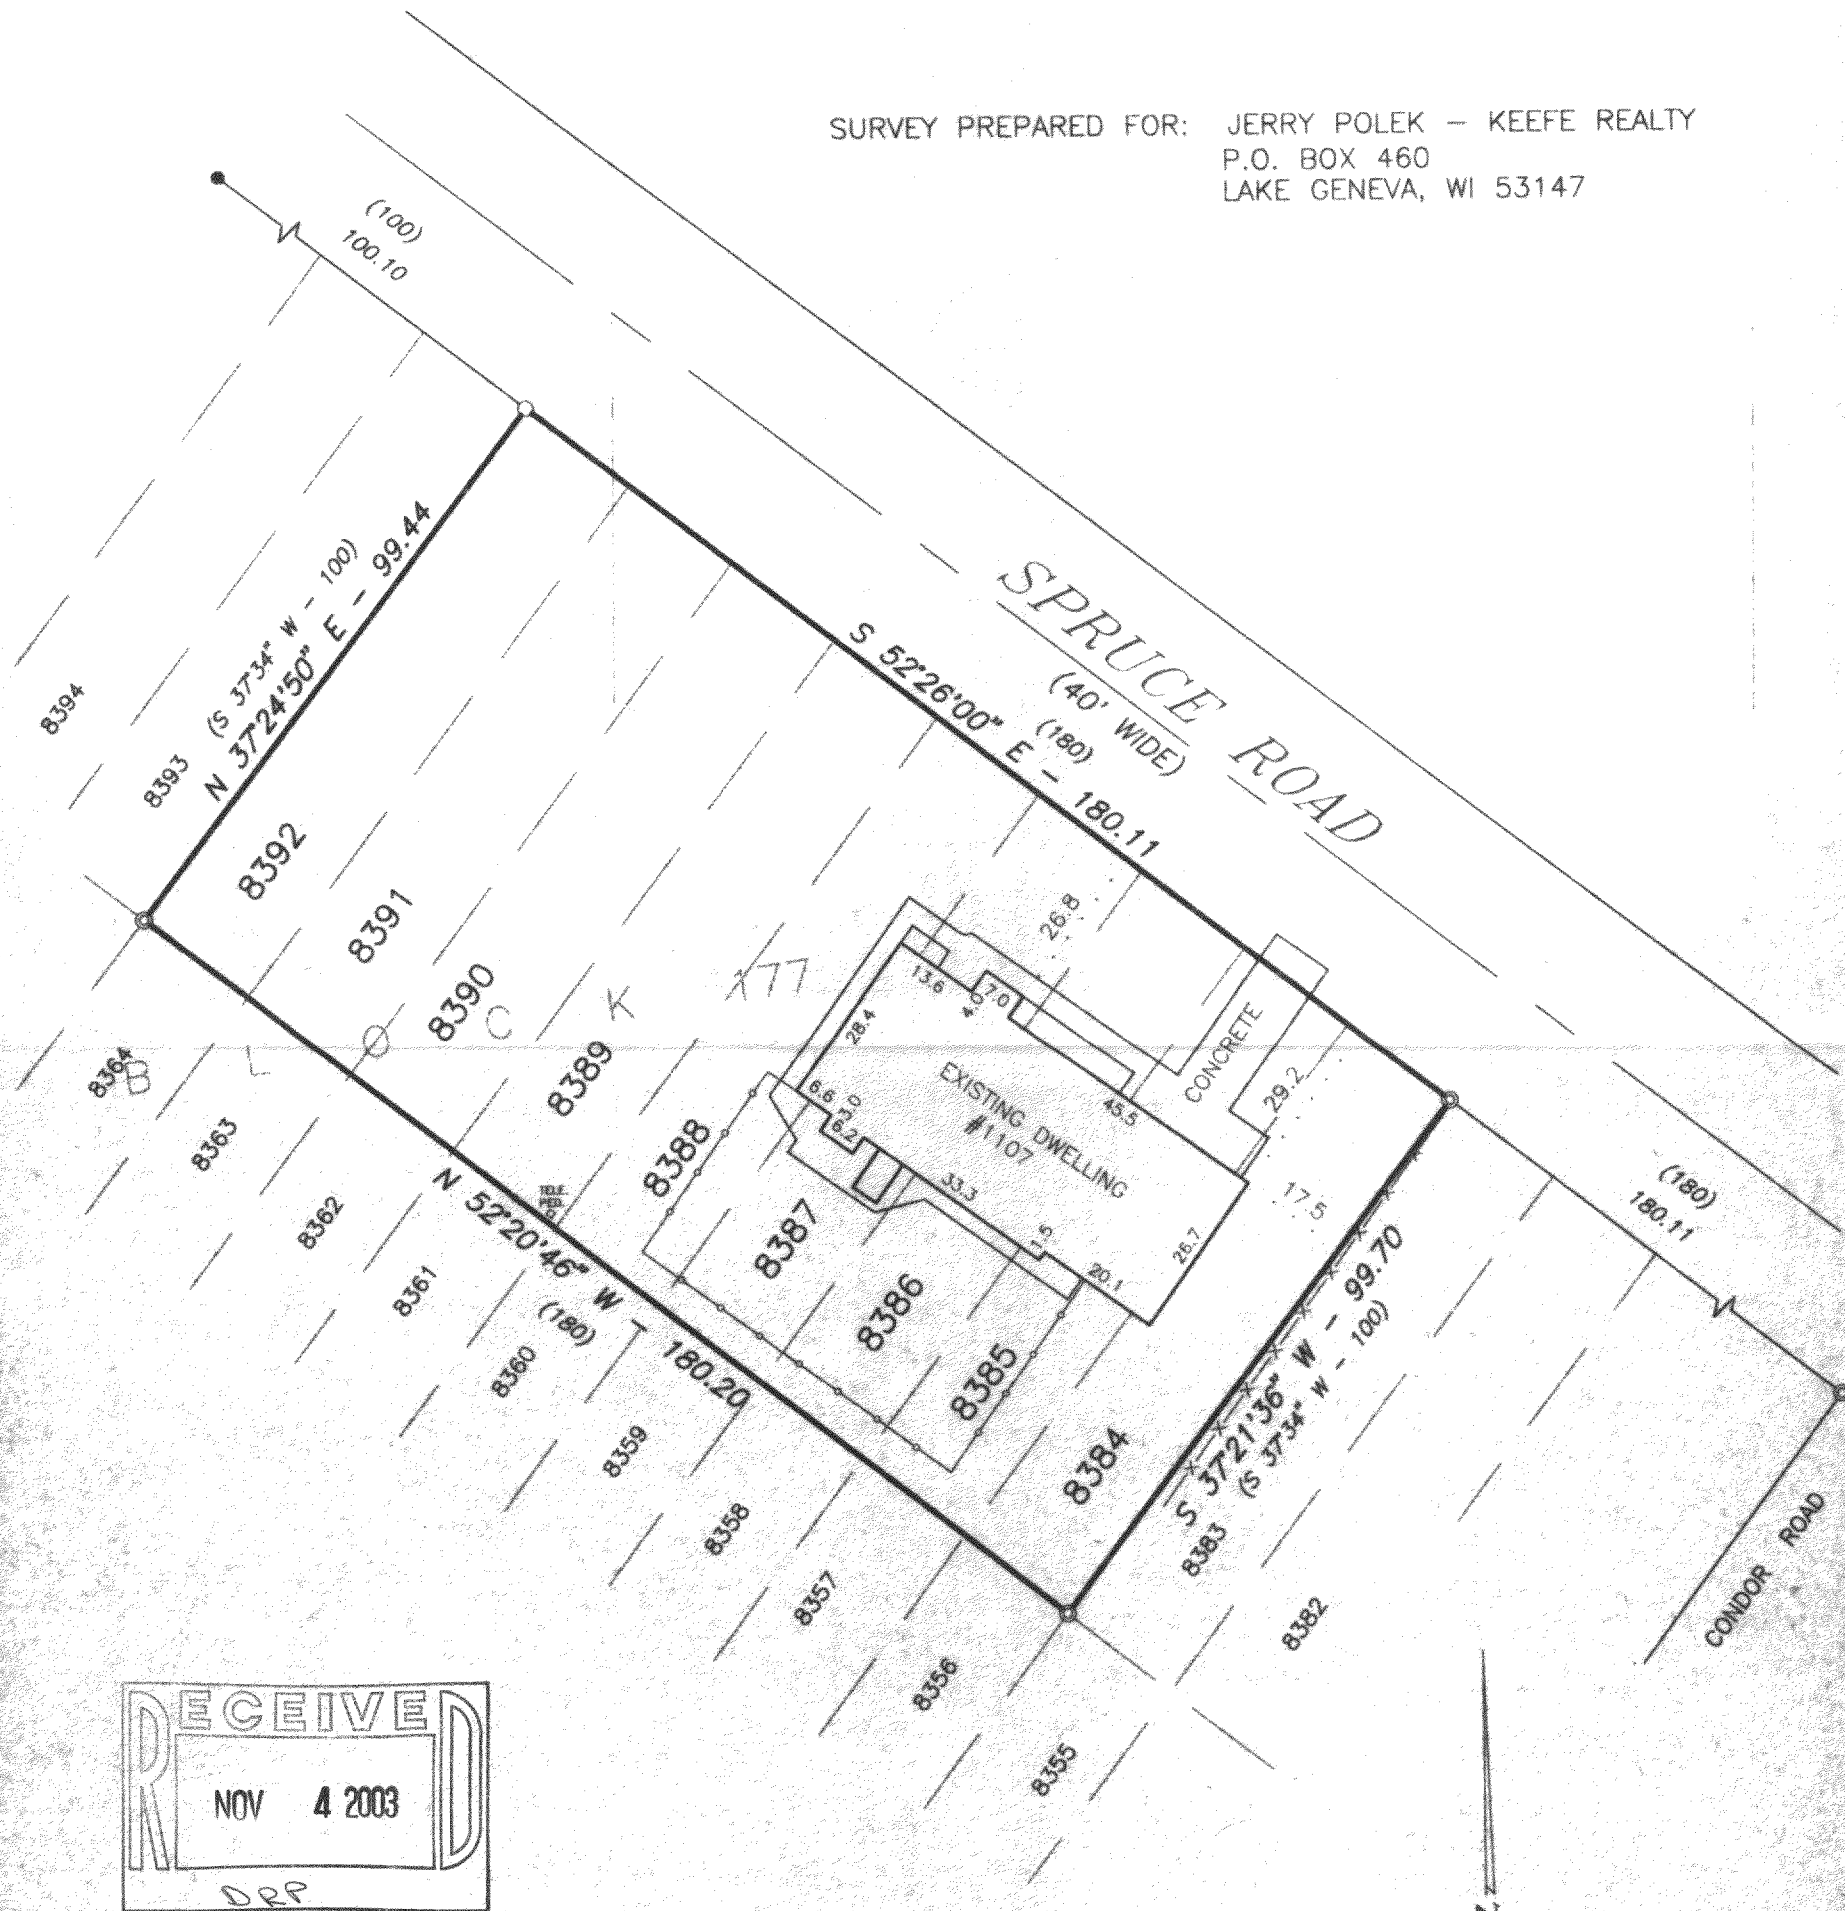 SURVEY PREPARED FOR: JERRY POLEK – KEEFE REALTY
P.O. BOX 460
LAKE GENEVA, WI 53147
(100)
100.10
SPRUCE ROAD
(40' WIDE)
S 52°26'00" E – 180.11
(180)
(S 37°34" W – 100)
N 37°24'50" E – 99.44
8394
8393
8392
8391
8390
8389
8388
8387
8386
8385
8384
8383
8382
BLOCK 177
26.8
13.6
4.0
7.0
28.4
EXISTING DWELLING
#1107
45.5
CONCRETE
29.2
17.5
6.6
3.0
6.2
33.3
1.5
20.1
26.7
N 52°20'46" W – 180.20
(180)
S 37°21'36" W – 99.70
(S 37°34" W – 100)
(180)
180.11
CONDOR ROAD
8364
8363
8362
8361
8360
8359
8358
8357
8356
8355
RECEIVED
NOV 4 2003
DRP